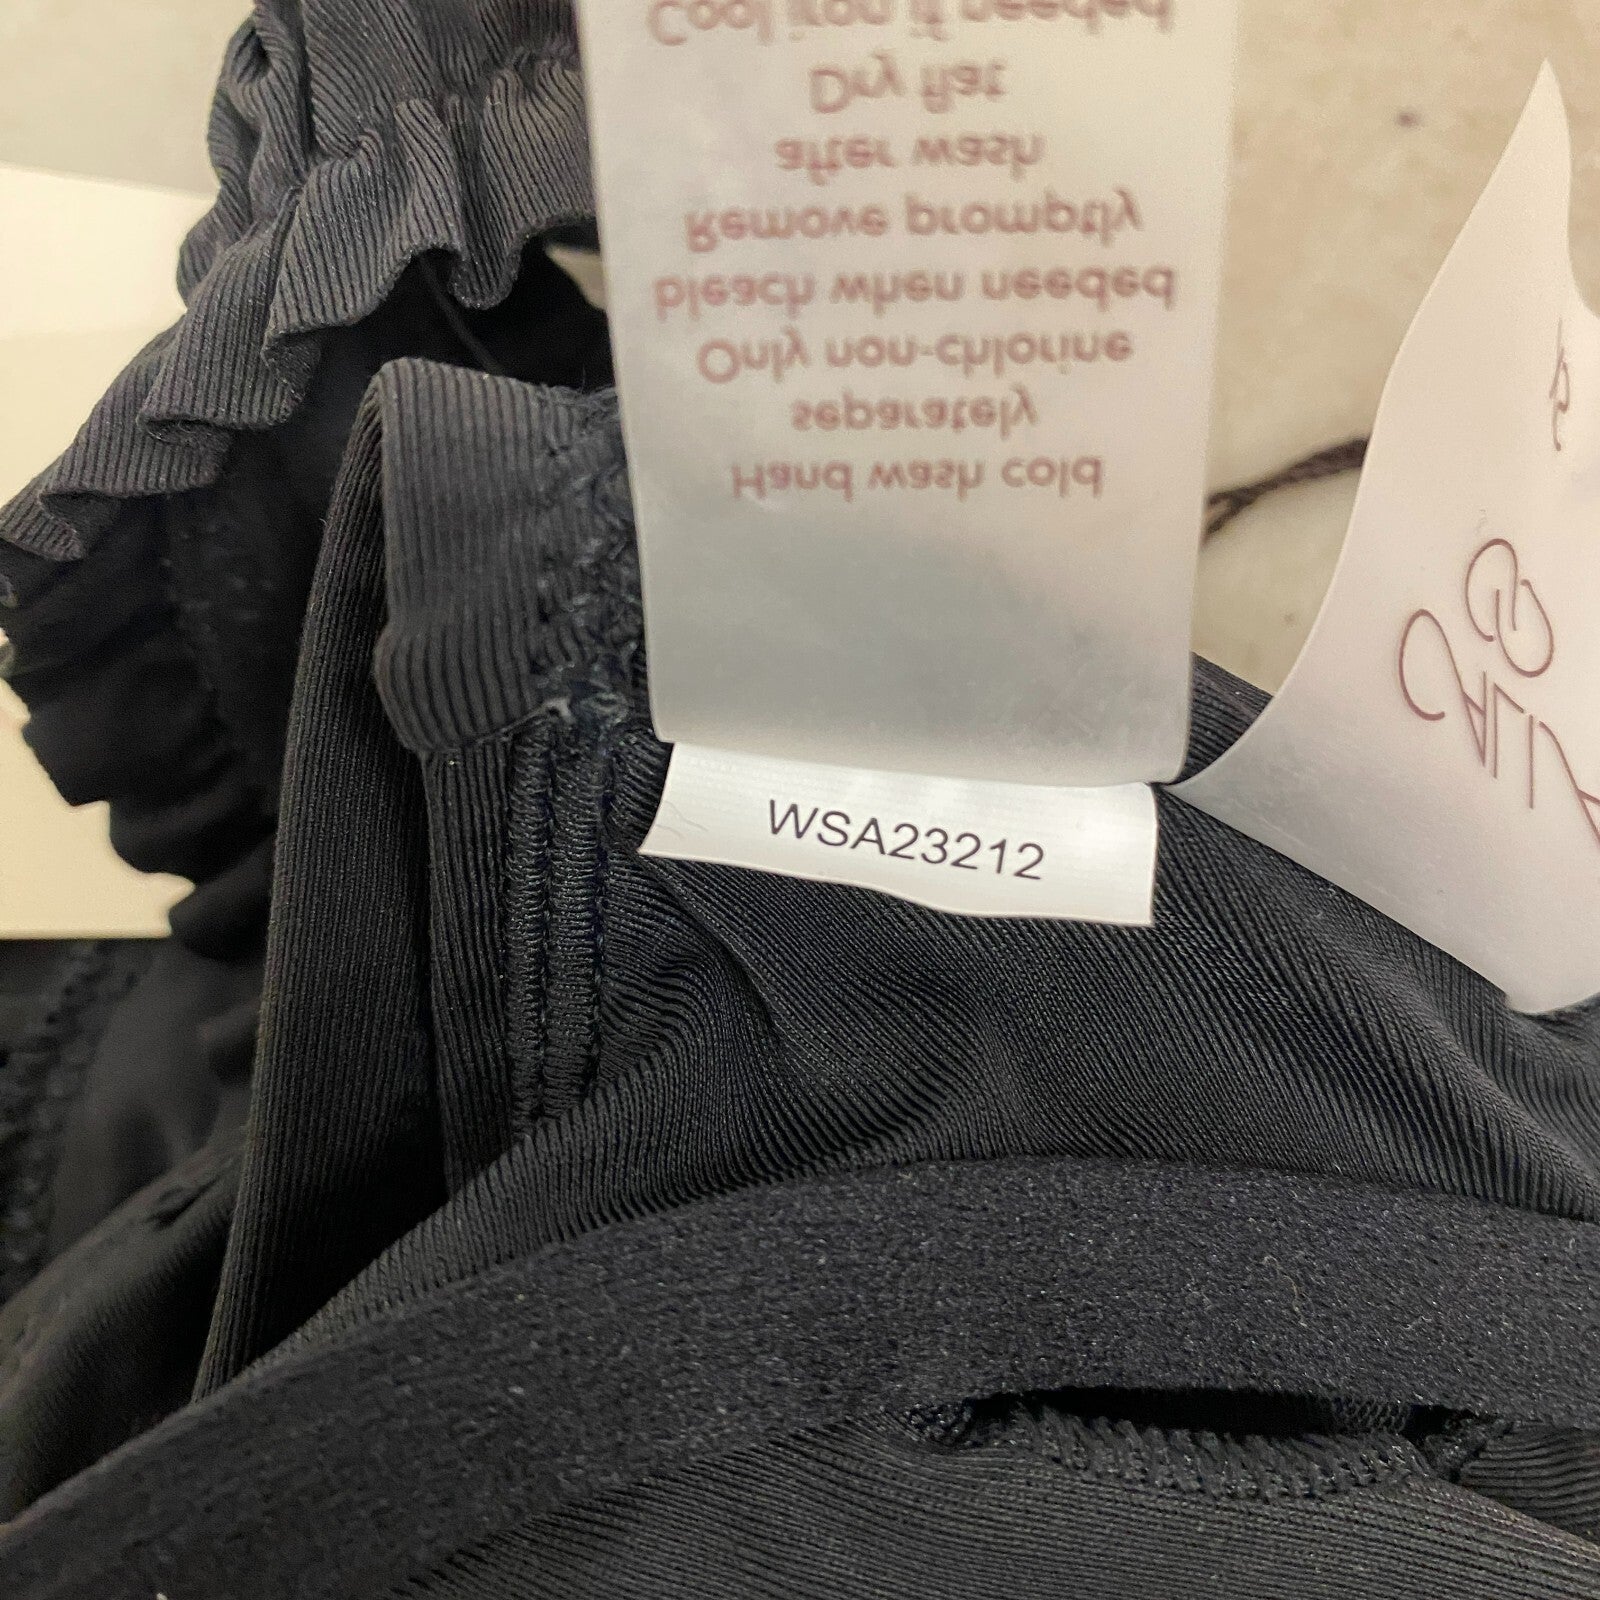 Hand wash cold
separately
Only non-chlorine
bleach when needed
Remove promptly
after wash
Dry flat
Cool iron if needed
WSA23212